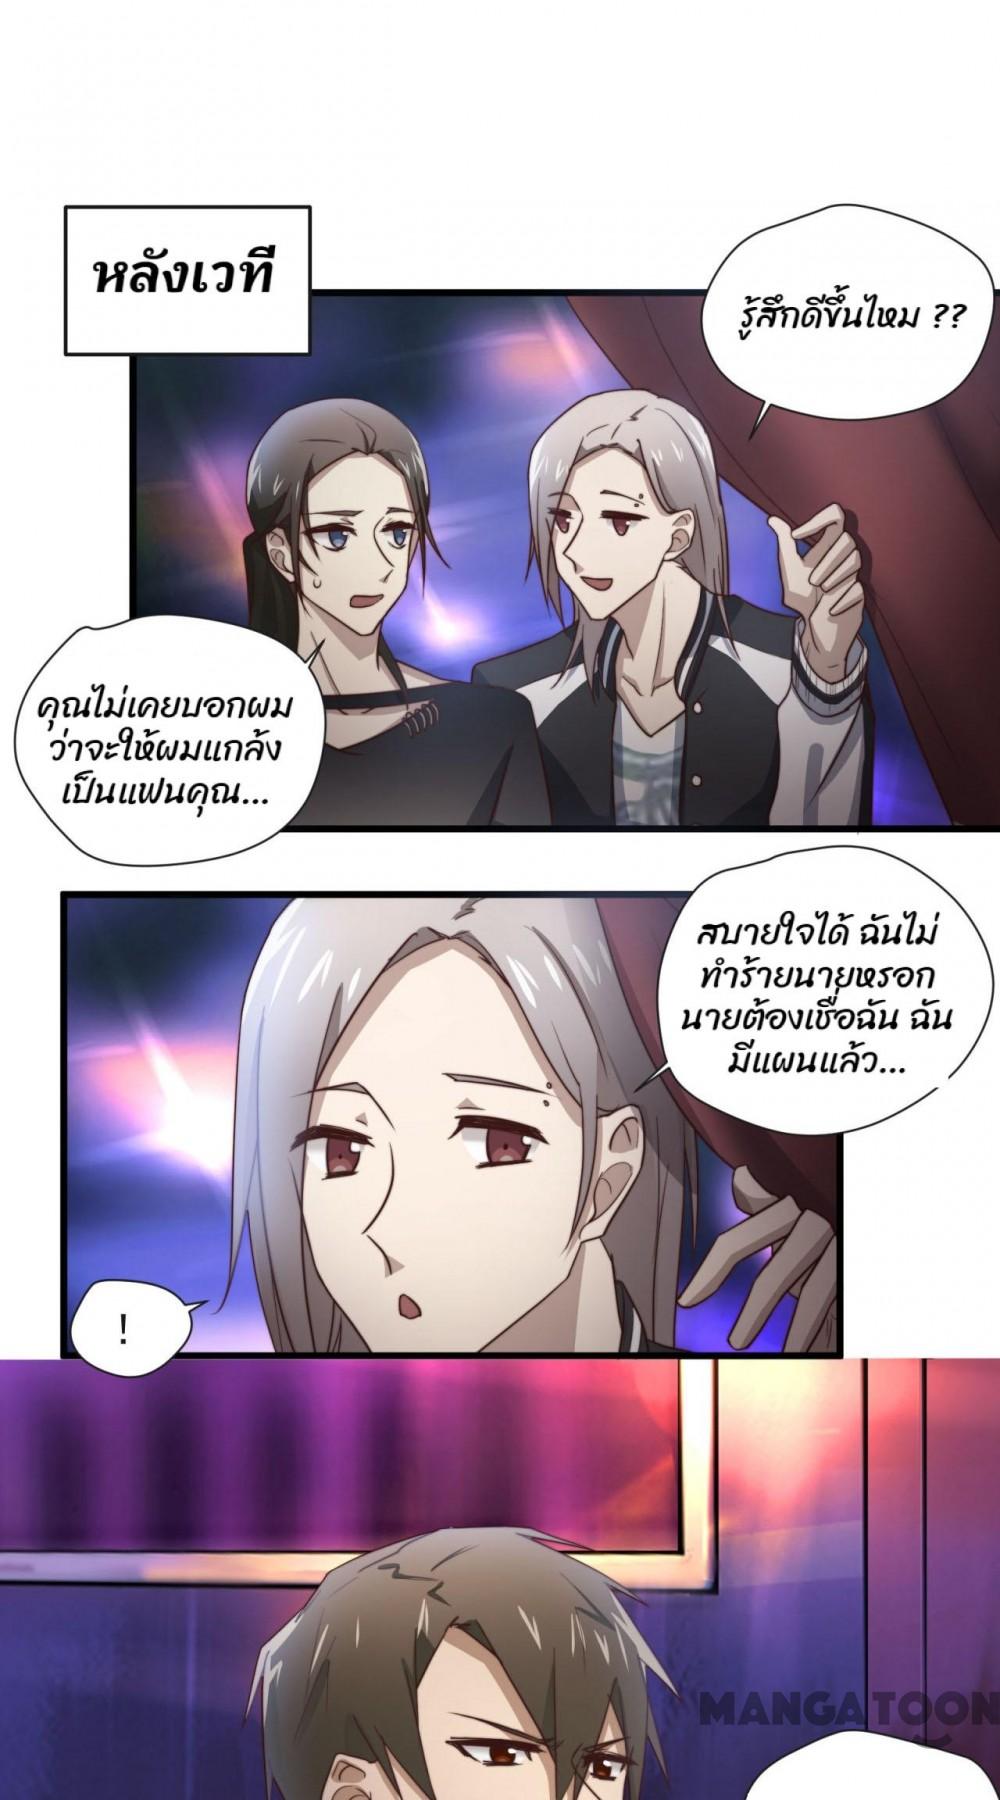 หลังเวที
รู้สึกดีขึ้นไหม ??
คุณไม่เคยบอกผม
ว่าจะให้ผมแกล้ง
เป็นแฟนคุณ...
สบายใจได้ ฉันไม่
ทำร้ายนายหรอก
นายต้องเชื่อฉัน ฉัน
มีแผนแล้ว...
!
MANGATOON